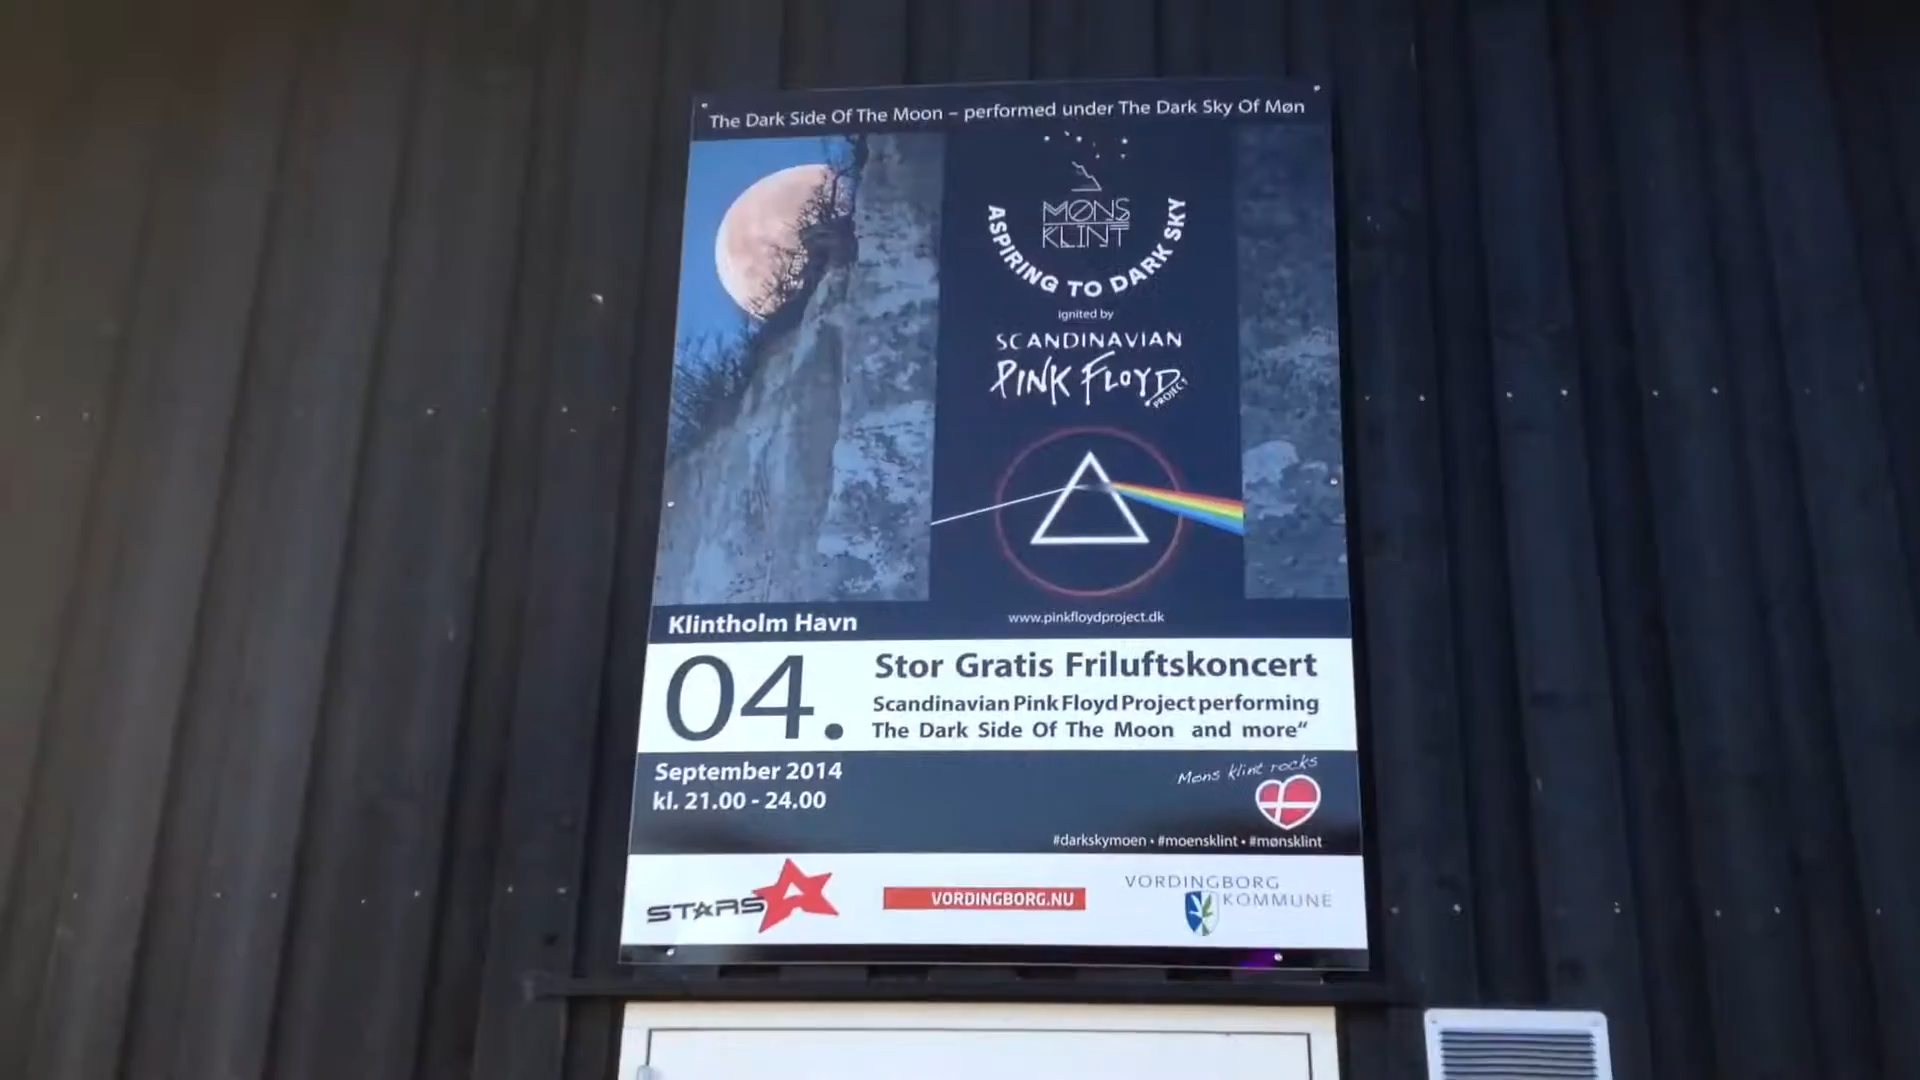 The Dark Side Of The Moon – performed under The Dark Sky Of Møn
MØNS
KLINT
ASPIRING TO DARK SKY
ignited by
SCANDINAVIAN
PINK FLOYD
PROJECT
www.pinkfloydproject.dk
Klintholm Havn
04.
Stor Gratis Friluftskoncert
Scandinavian Pink Floyd Project performing
The Dark Side Of The Moon and more“
September 2014
kl. 21.00 - 24.00
Møns klint rocks
#darkskymoen • #moensklint • #mønsklint
STARS
VORDINGBORG.NU
VORDINGBORG
KOMMUNE